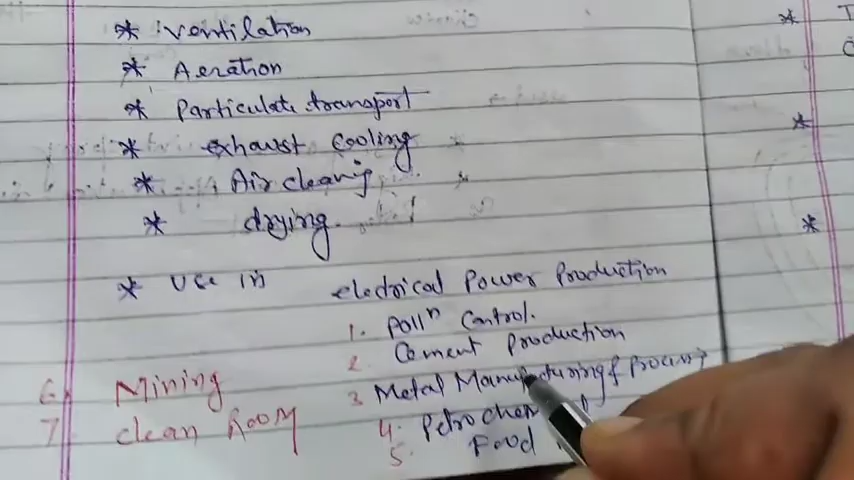 * Ventilation
* Aeration
* Particulate transport
* exhaust cooling
* Air cleaning
* drying.
* Use in electrical Power Production
1. Pollⁿ Control.
2. Cement Production
3 Metal Manufacturing &
4. Petrochem
5. Food
6. Mining
7 clean Room